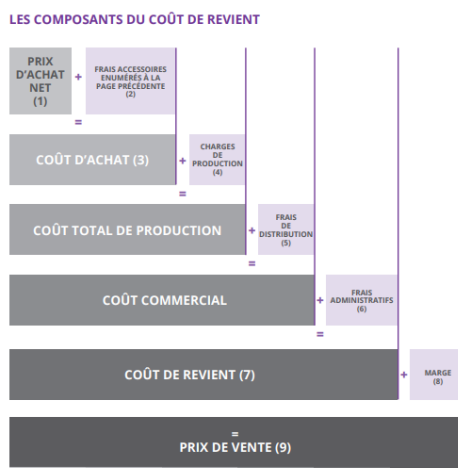 LES COMPOSANTS DU COÛT DE REVIENT
PRIX
D'ACHAT
NET
(1)
+
FRAIS ACCESSOIRES
ENUMÉRÉS À LA
PAGE PRÉCÉDENTE
(2)
=
COÛT D'ACHAT (3)
+
CHARGES
DE
PRODUCTION
(4)
=
COÛT TOTAL DE PRODUCTION
+
FRAIS
DE
DISTRIBUTION
(5)
=
COÛT COMMERCIAL
+
FRAIS
ADMINISTRATIFS
(6)
=
COÛT DE REVIENT (7)
+
MARGE
(8)
=
PRIX DE VENTE (9)